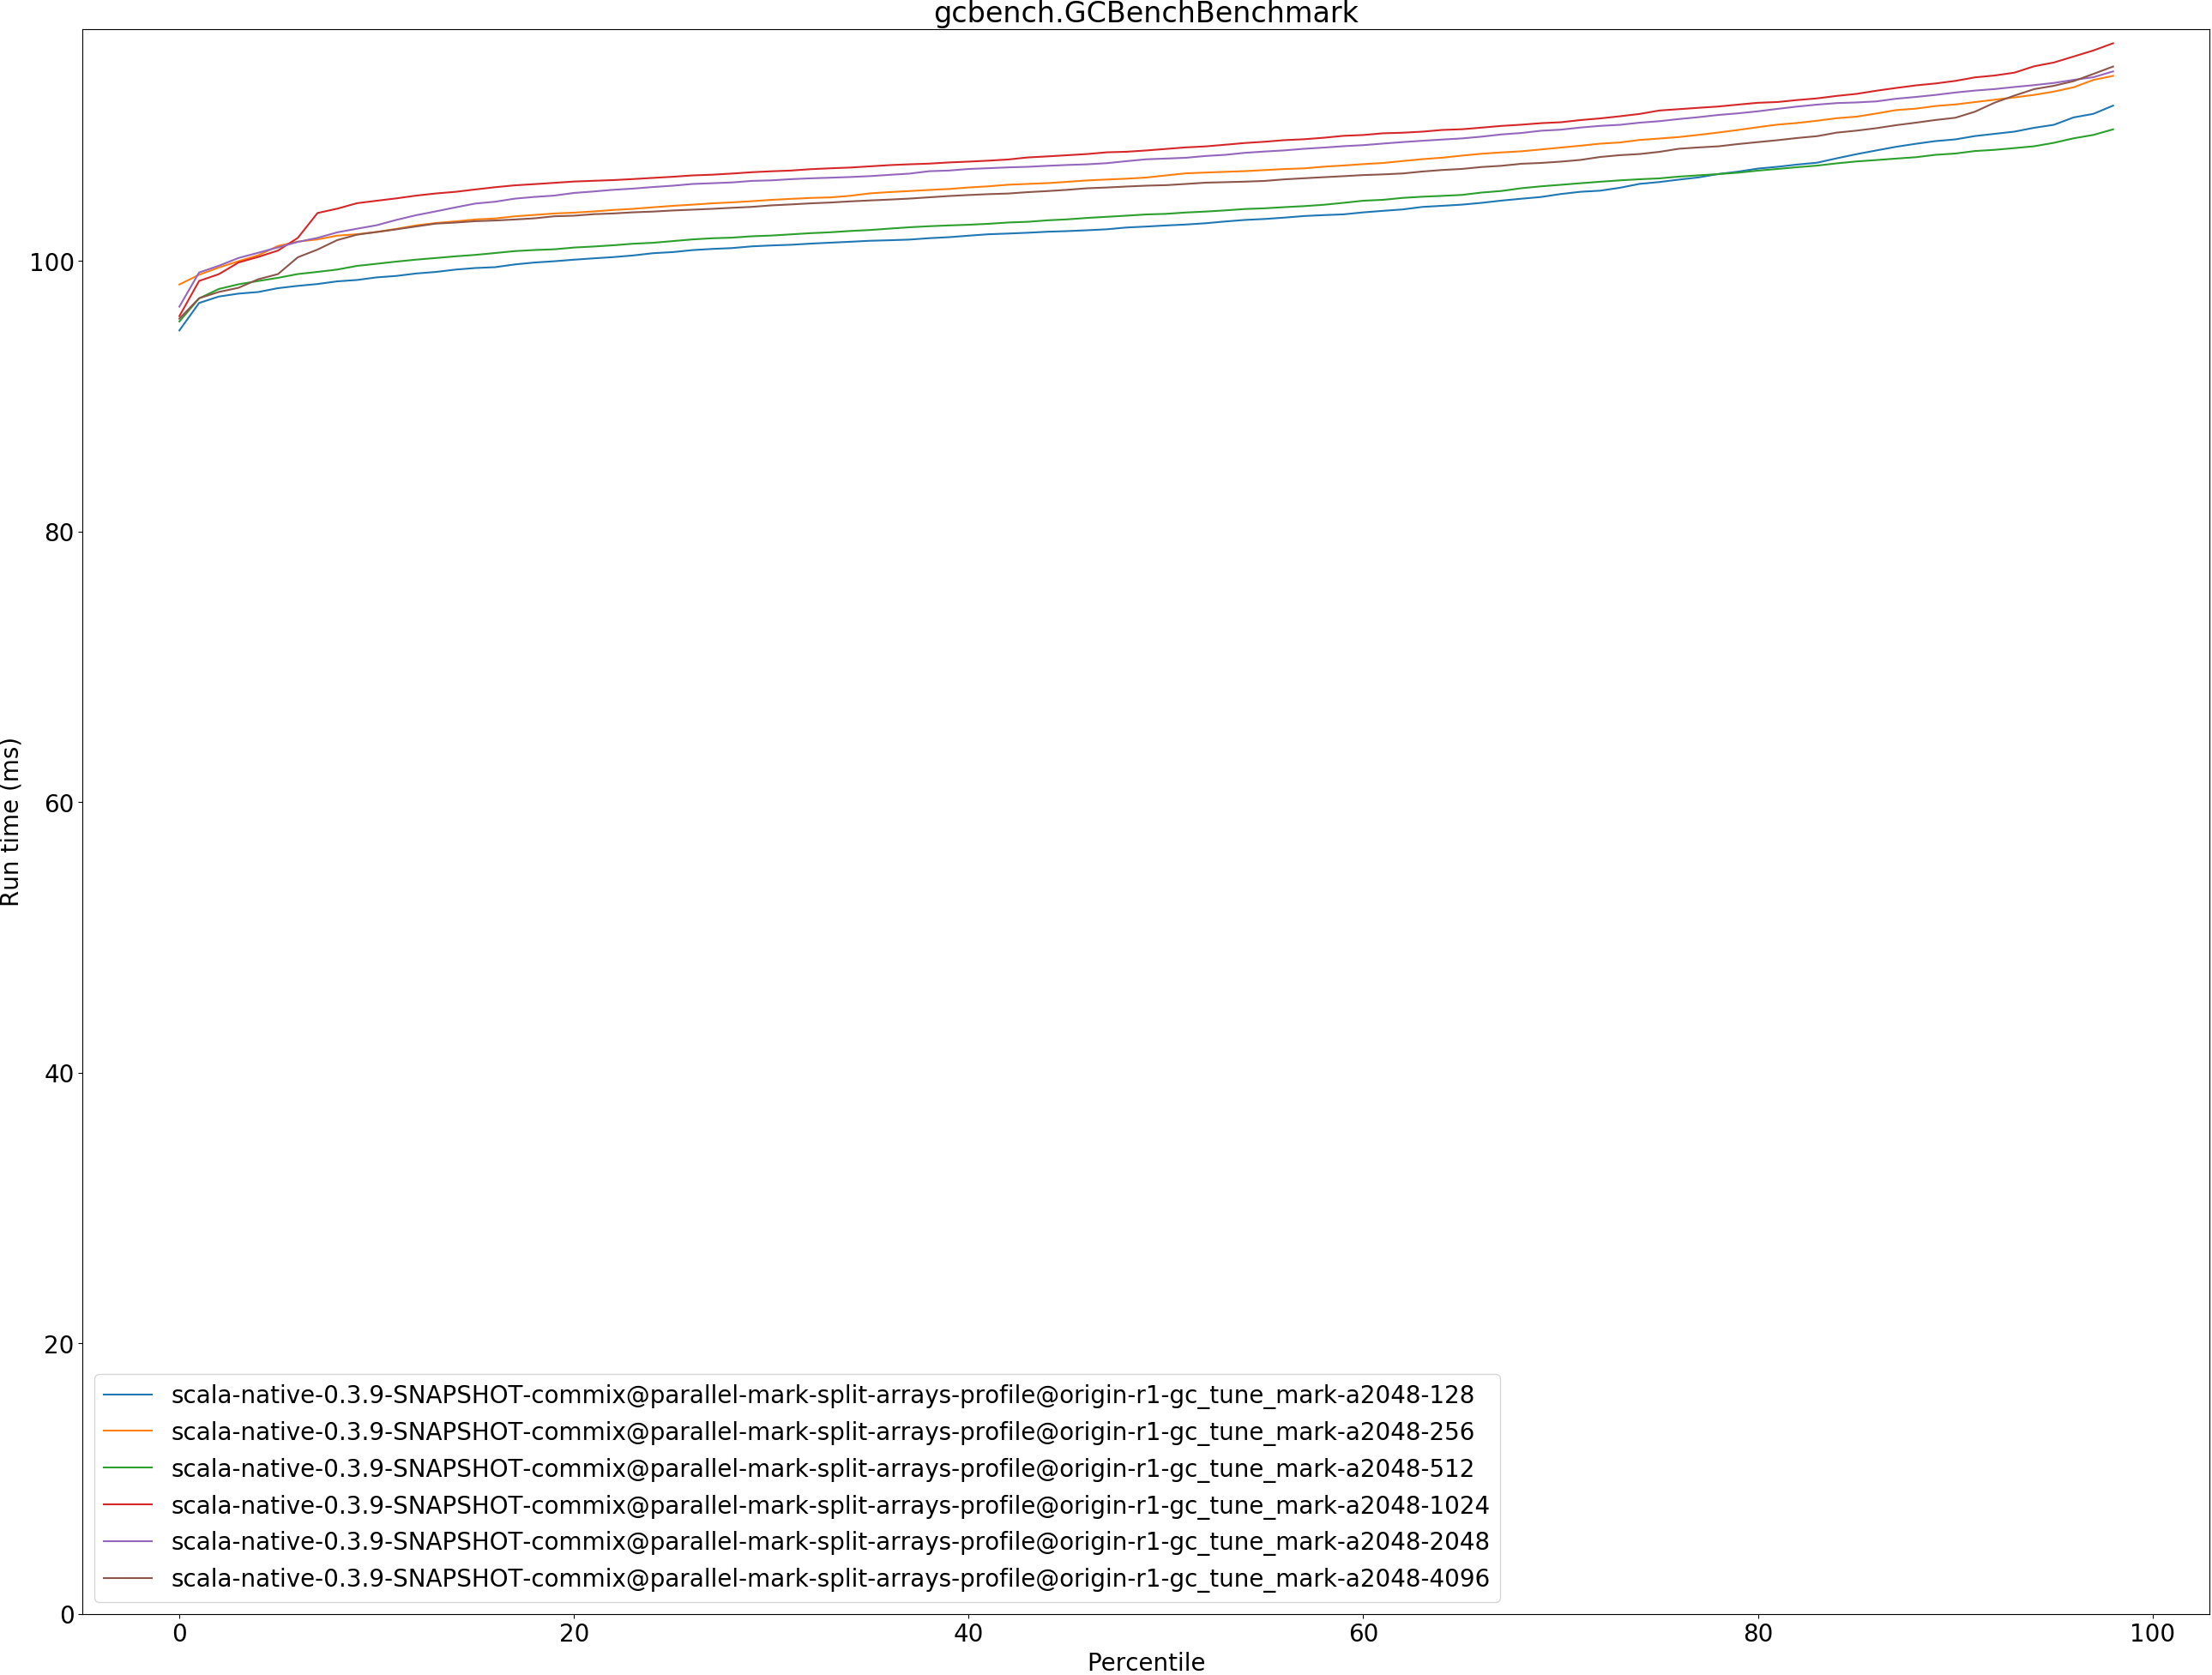 gcbench.GCBenchBenchmark
100
80
60
40
20
0
Run time (ms)
scala-native-0.3.9-SNAPSHOT-commix@parallel-mark-split-arrays-profile@origin-r1-gc_tune_mark-a2048-128
scala-native-0.3.9-SNAPSHOT-commix@parallel-mark-split-arrays-profile@origin-r1-gc_tune_mark-a2048-256
scala-native-0.3.9-SNAPSHOT-commix@parallel-mark-split-arrays-profile@origin-r1-gc_tune_mark-a2048-512
scala-native-0.3.9-SNAPSHOT-commix@parallel-mark-split-arrays-profile@origin-r1-gc_tune_mark-a2048-1024
scala-native-0.3.9-SNAPSHOT-commix@parallel-mark-split-arrays-profile@origin-r1-gc_tune_mark-a2048-2048
scala-native-0.3.9-SNAPSHOT-commix@parallel-mark-split-arrays-profile@origin-r1-gc_tune_mark-a2048-4096
0 20 40 60 80 100
Percentile